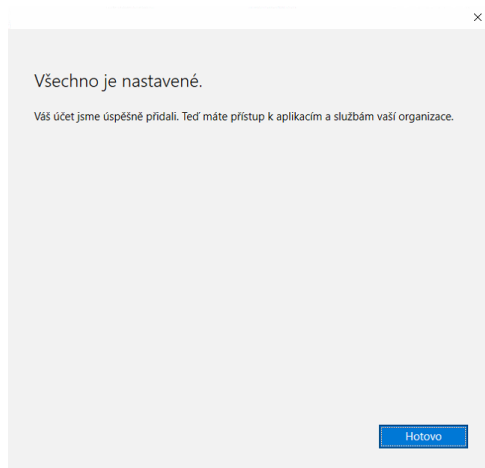 Všechno je nastavené.
Váš účet jsme úspěšně přidali. Teď máte přístup k aplikacím a službám vaší organizace.
Hotovo